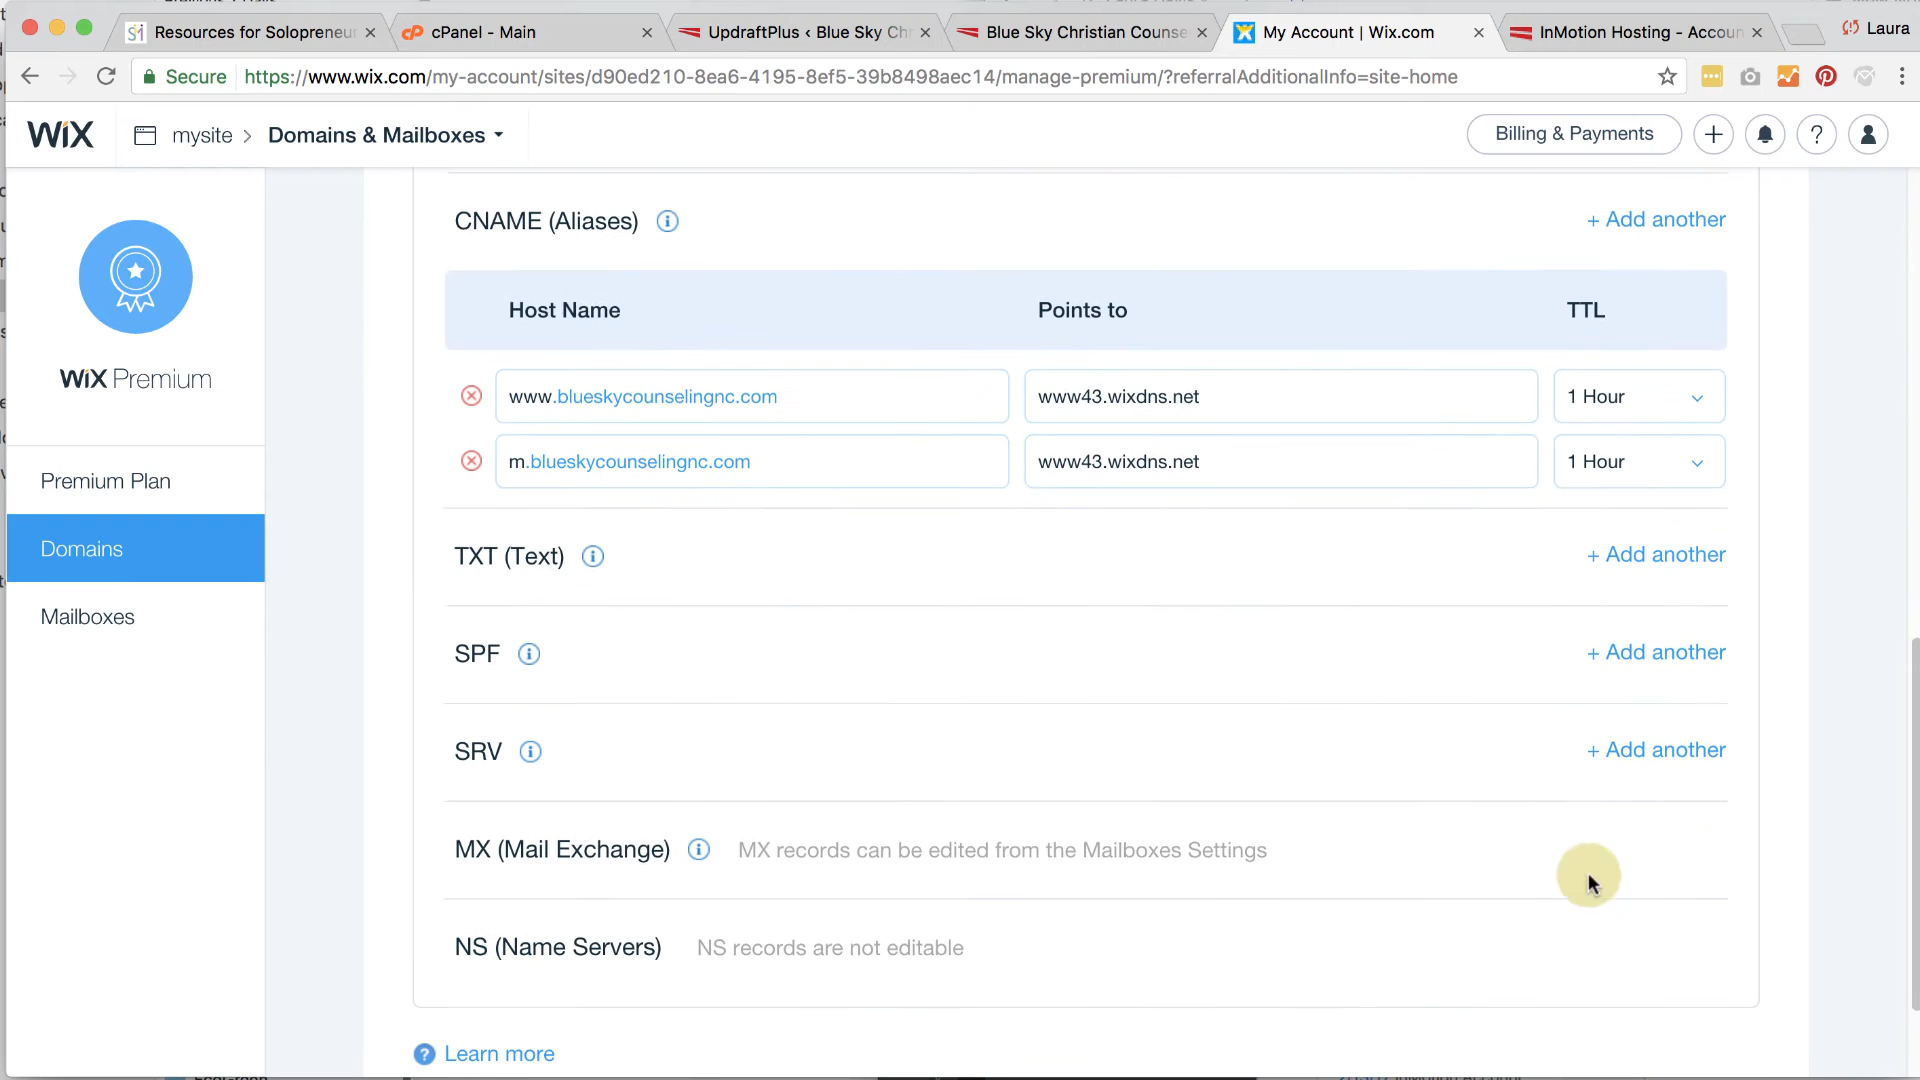 Resources for Solopreneur
cPanel - Main
UpdraftPlus ‹ Blue Sky Chr
Blue Sky Christian Counse
My Account | Wix.com
InMotion Hosting - Accoun
Laura
Secure
https://www.wix.com/my-account/sites/d90ed210-8ea6-4195-8ef5-39b8498aec14/manage-premium/?referralAdditionalInfo=site-home
WiX
mysite > Domains & Mailboxes
Billing & Payments
WiX Premium
Premium Plan
Domains
Mailboxes
CNAME (Aliases)
+ Add another
Host Name
Points to
TTL
www.blueskycounselingnc.com
www43.wixdns.net
1 Hour
m.blueskycounselingnc.com
www43.wixdns.net
1 Hour
TXT (Text)
+ Add another
SPF
+ Add another
SRV
+ Add another
MX (Mail Exchange)
MX records can be edited from the Mailboxes Settings
NS (Name Servers)
NS records are not editable
? Learn more